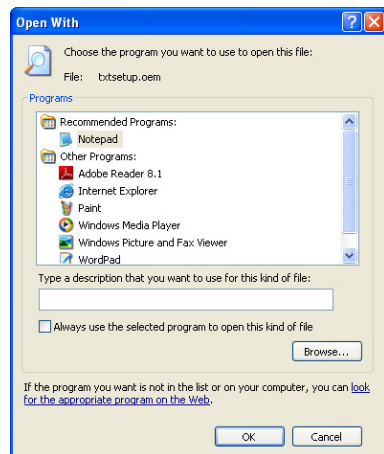 Open With
Choose the program you want to use to open this file:
File: txtsetup.oem
Programs
Recommended Programs:
Notepad
Other Programs:
Adobe Reader 8.1
Internet Explorer
Paint
Windows Media Player
Windows Picture and Fax Viewer
WordPad
Type a description that you want to use for this kind of file:
Always use the selected program to open this kind of file
Browse...
If the program you want is not in the list or on your computer, you can look
for the appropriate program on the Web.
OK Cancel